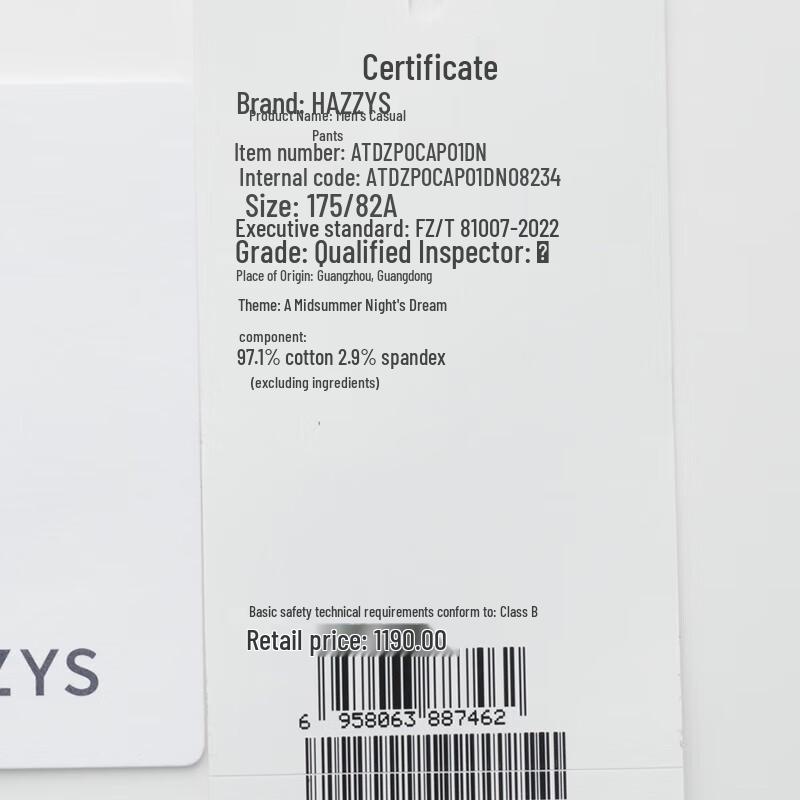 Certificate
Brand: HAZZYS
Product Name: Men's Casual
Pants
Item number: ATDZP0CAP01DN
Internal code: ATDZP0CAP01DN08234
Size: 175/82A
Executive standard: FZ/T 81007-2022
Grade: Qualified Inspector:
Place of Origin: Guangzhou, Guangdong
Theme: A Midsummer Night's Dream
component:
97.1% cotton 2.9% spandex
(excluding ingredients)
Basic safety technical requirements conform to: Class B
Retail price: 1190.00
6 958063 887462
ZYS